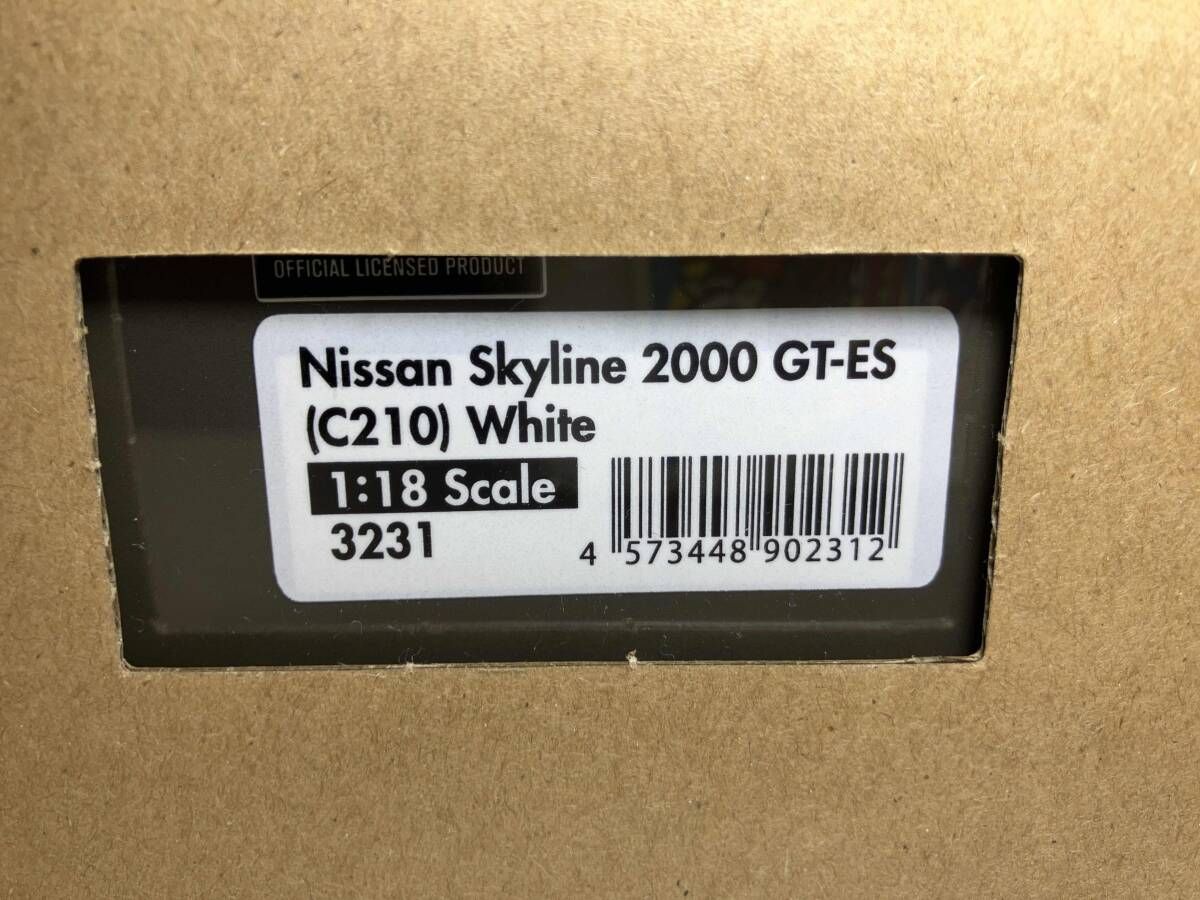 OFFICIAL LICENSED PRODUCT
Nissan Skyline 2000 GT-ES
(C210) White
1:18 Scale
3231
4 573448 902312